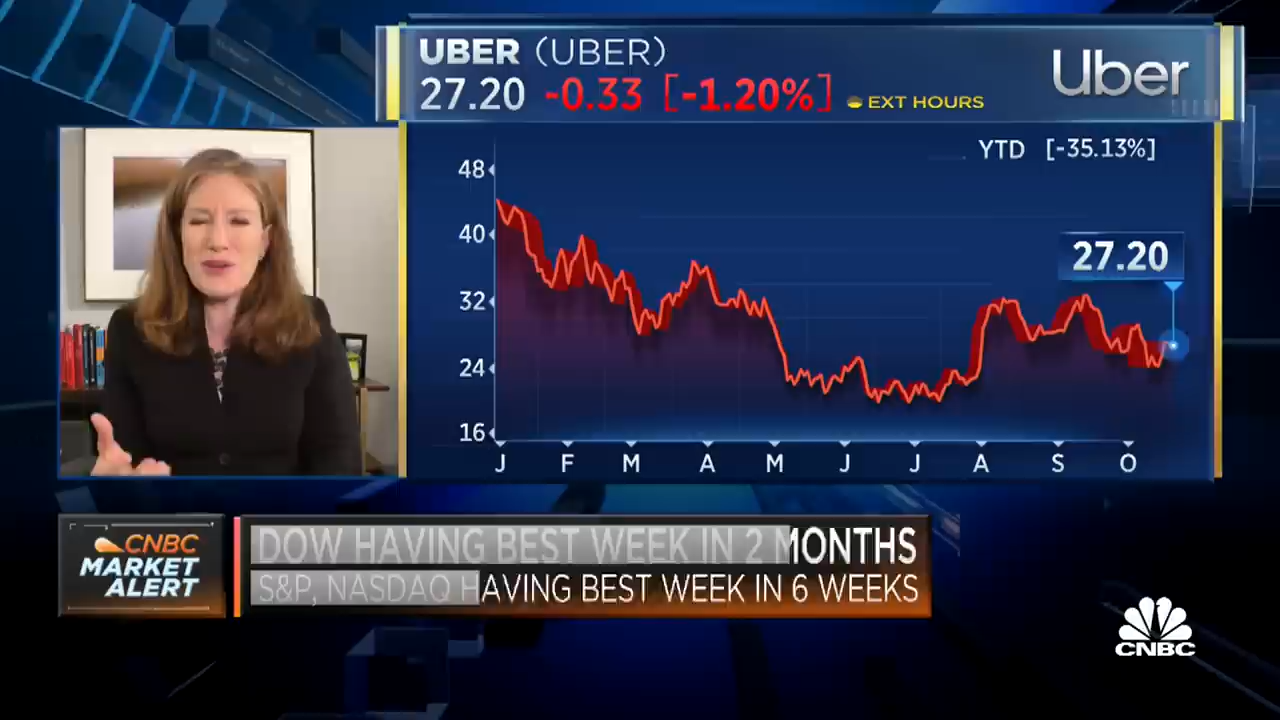 UBER (UBER)
27.20 -0.33 [-1.20%] EXT HOURS
Uber
YTD [-35.13%]
48
40
32
24
16
27.20
J F M A M J J A S O
CNBC
MARKET
ALERT
DOW HAVING BEST WEEK IN 2 MONTHS
S&P, NASDAQ HAVING BEST WEEK IN 6 WEEKS
CNBC